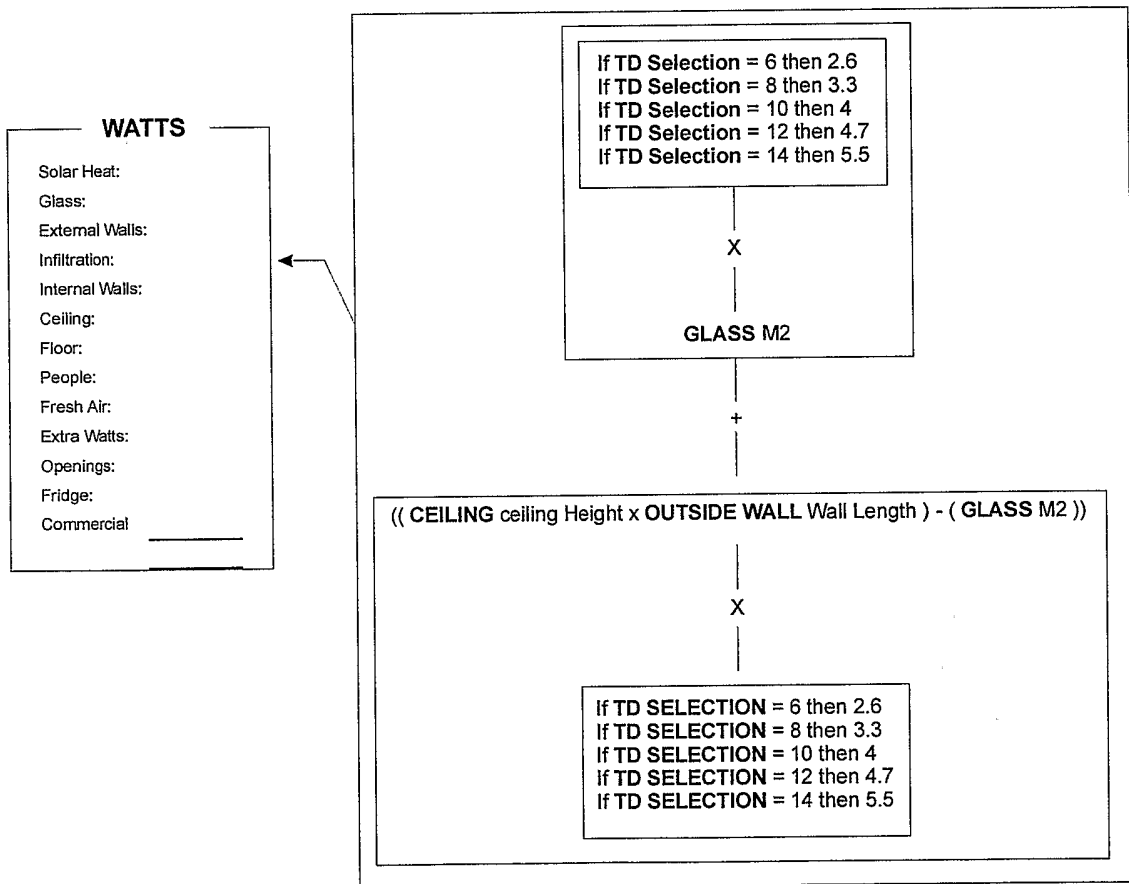 WATTS
Solar Heat:
Glass:
External Walls:
Infiltration:
Internal Walls:
Ceiling:
Floor:
People:
Fresh Air:
Extra Watts:
Openings:
Fridge:
Commercial
If TD Selection = 6 then 2.6
If TD Selection = 8 then 3.3
If TD Selection = 10 then 4
If TD Selection = 12 then 4.7
If TD Selection = 14 then 5.5
X
GLASS M2
+
(( CEILING ceiling Height x OUTSIDE WALL Wall Length ) - ( GLASS M2 ))
X
If TD SELECTION = 6 then 2.6
If TD SELECTION = 8 then 3.3
If TD SELECTION = 10 then 4
If TD SELECTION = 12 then 4.7
If TD SELECTION = 14 then 5.5